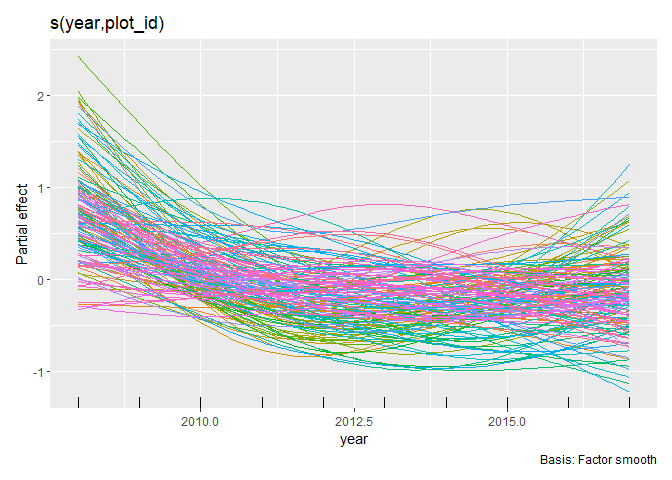 s(year,plot_id)
Partial effect
2
1
0
-1
2010.0
2012.5
2015.0
year
Basis: Factor smooth